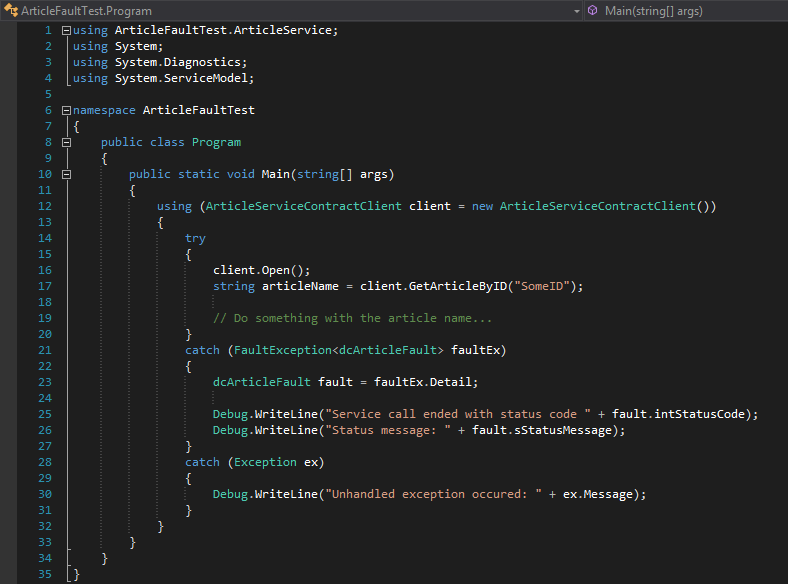 ArticleFaultTest.Program Main(string[] args)
1 using ArticleFaultTest.ArticleService;
2 using System;
3 using System.Diagnostics;
4 using System.ServiceModel;
5
6 namespace ArticleFaultTest
7 {
8 public class Program
9 {
10 public static void Main(string[] args)
11 {
12 using (ArticleServiceContractClient client = new ArticleServiceContractClient())
13 {
14 try
15 {
16 client.Open();
17 string articleName = client.GetArticleByID("SomeID");
18
19 // Do something with the article name...
20 }
21 catch (FaultException<dcArticleFault> faultEx)
22 {
23 dcArticleFault fault = faultEx.Detail;
24
25 Debug.WriteLine("Service call ended with status code " + fault.intStatusCode);
26 Debug.WriteLine("Status message: " + fault.sStatusMessage);
27 }
28 catch (Exception ex)
29 {
30 Debug.WriteLine("Unhandled exception occured: " + ex.Message);
31 }
32 }
33 }
34 }
35 }